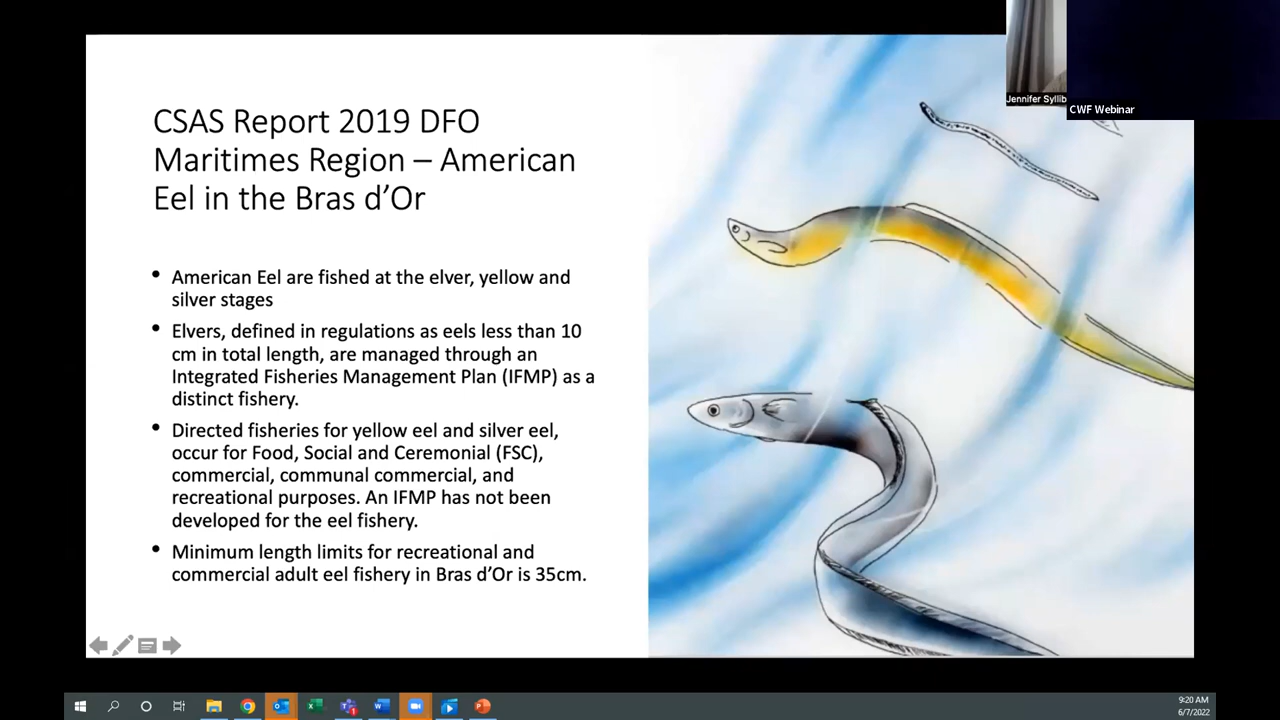 Jennifer Syllib
CWF Webinar
CSAS Report 2019 DFO
Maritimes Region – American
Eel in the Bras d’Or
• American Eel are fished at the elver, yellow and
silver stages
• Elvers, defined in regulations as eels less than 10
cm in total length, are managed through an
Integrated Fisheries Management Plan (IFMP) as a
distinct fishery.
• Directed fisheries for yellow eel and silver eel,
occur for Food, Social and Ceremonial (FSC),
commercial, communal commercial, and
recreational purposes. An IFMP has not been
developed for the eel fishery.
• Minimum length limits for recreational and
commercial adult eel fishery in Bras d’Or is 35cm.
9:20 AM
6/7/2022